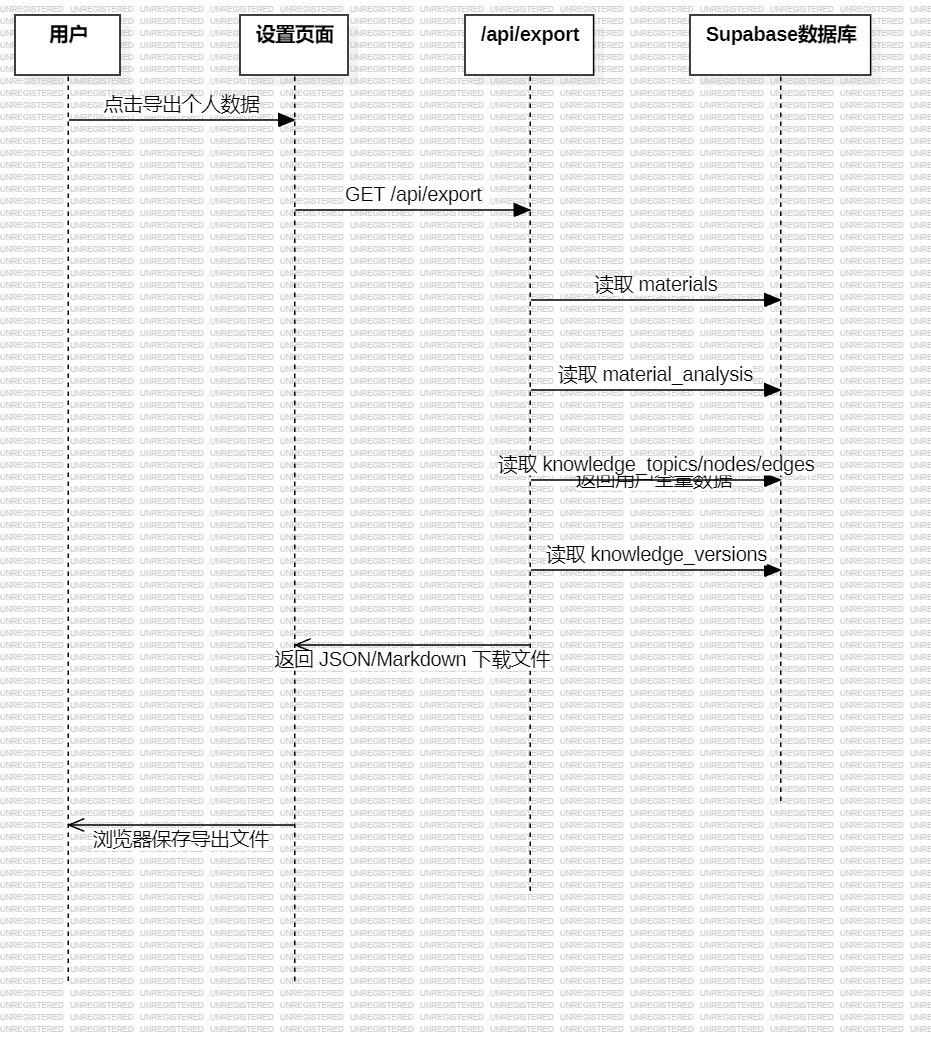 用户
设置页面
/api/export
Supabase数据库
点击导出个人数据
GET /api/export
读取 materials
读取 material_analysis
读取 knowledge_topics/nodes/edges
返回用户全量数据
读取 knowledge_versions
返回 JSON/Markdown 下载文件
浏览器保存导出文件
UNREGISTERED